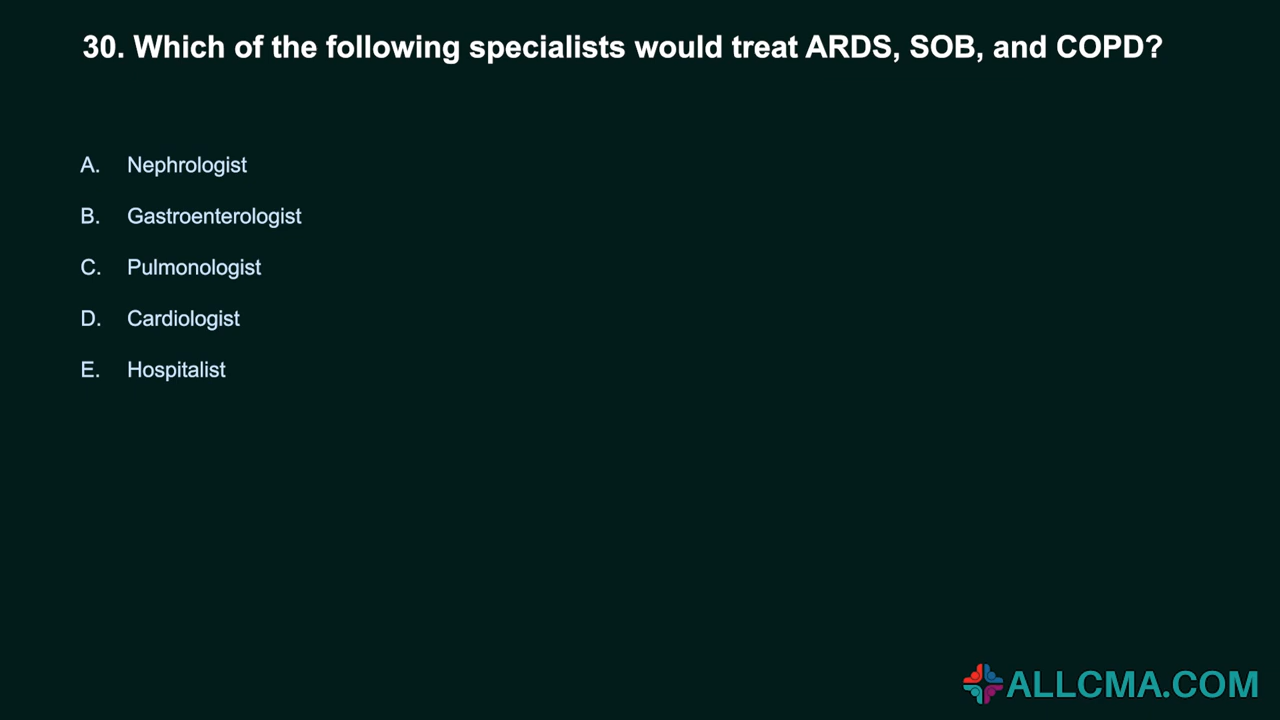 30. Which of the following specialists would treat ARDS, SOB, and COPD?
A. Nephrologist
B. Gastroenterologist
C. Pulmonologist
D. Cardiologist
E. Hospitalist
ALLCMA.COM